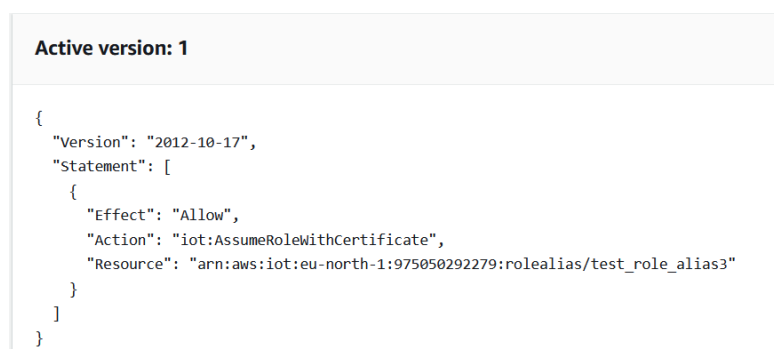 Active version: 1
{
"Version": "2012-10-17",
"Statement": [
{
"Effect": "Allow",
"Action": "iot:AssumeRoleWithCertificate",
"Resource": "arn:aws:iot:eu-north-1:975050292279:rolealias/test_role_alias3"
}
]
}